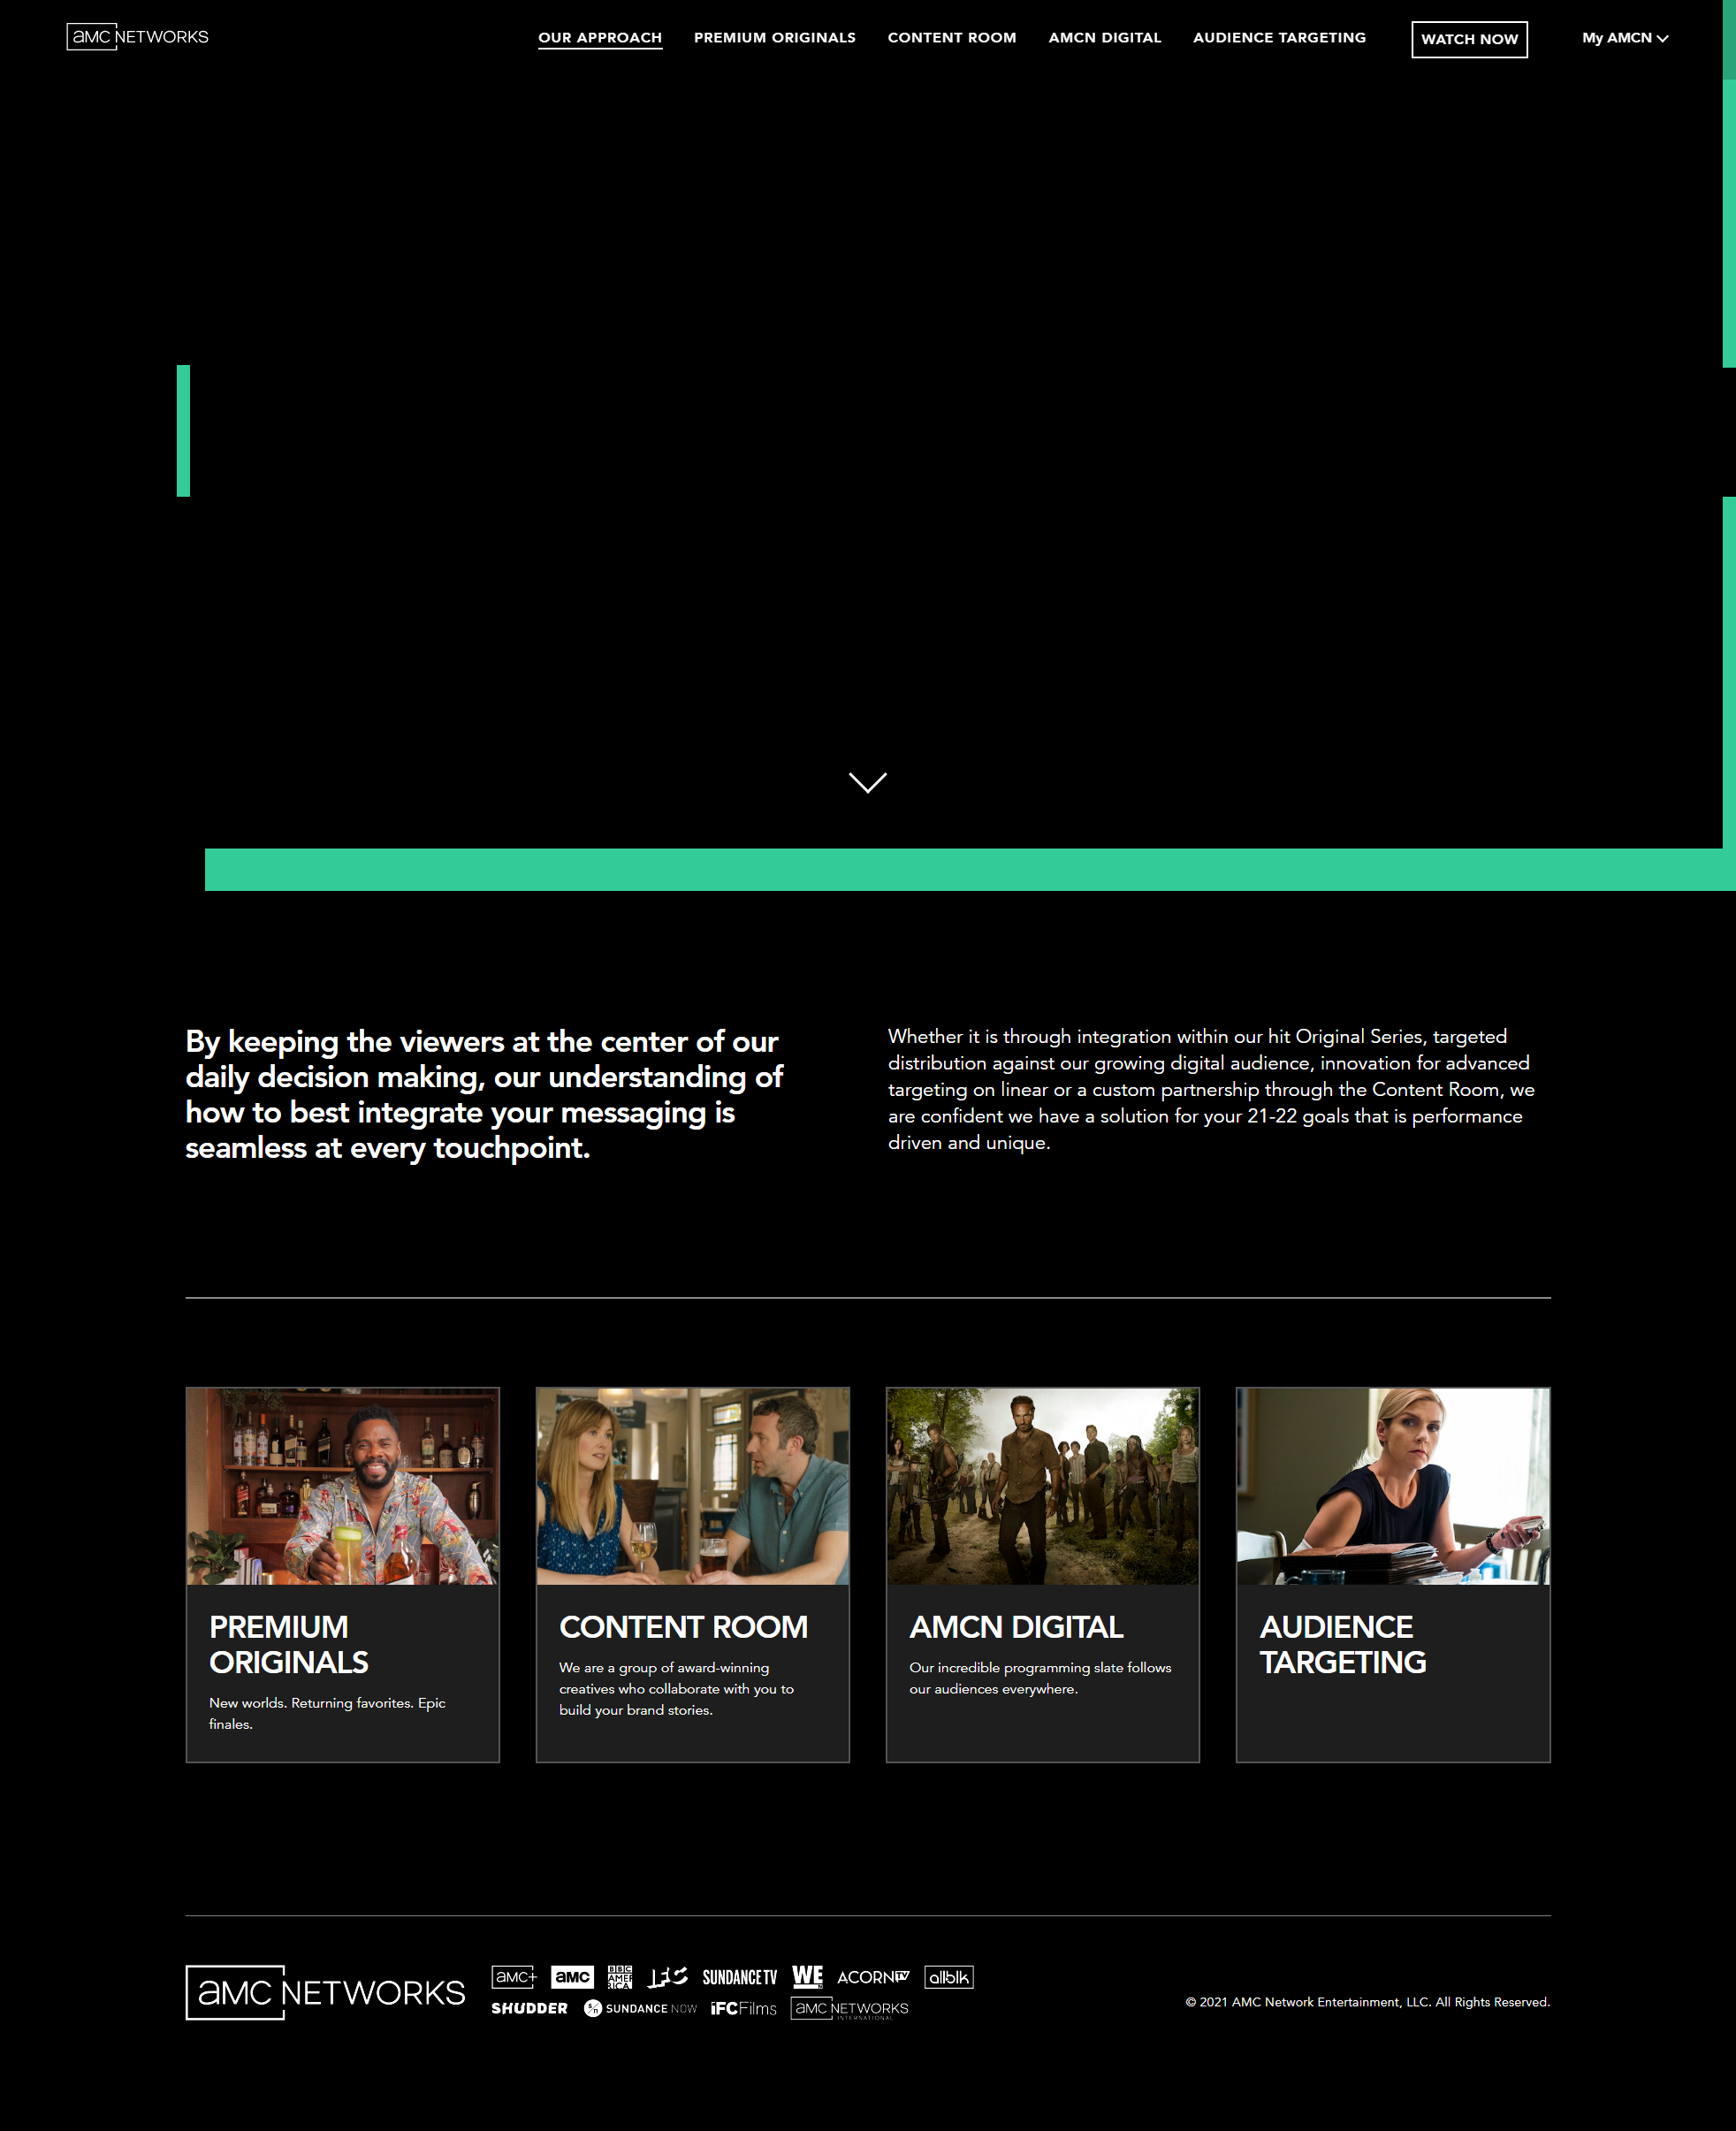 aMC NETWORKS
OUR APPROACH
PREMIUM ORIGINALS
CONTENT ROOM
AMCN DIGITAL
AUDIENCE TARGETING
WATCH NOW
My AMCN
By keeping the viewers at the center of our
daily decision making, our understanding of
how to best integrate your messaging is
seamless at every touchpoint.
Whether it is through integration within our hit Original Series, targeted
distribution against our growing digital audience, innovation for advanced
targeting on linear or a custom partnership through the Content Room, we
are confident we have a solution for your 21-22 goals that is performance
driven and unique.
PREMIUM
ORIGINALS
New worlds. Returning favorites. Epic
finales.
CONTENT ROOM
We are a group of award-winning
creatives who collaborate with you to
build your brand stories.
AMCN DIGITAL
Our incredible programming slate follows
our audiences everywhere.
AUDIENCE
TARGETING
aMC NETWORKS
aMC+
aMC
BBC
AMER
ICA
IFC
SUNDANCE TV
WE tv
ACORN TV
allblk
SHUDDER
s/n SUNDANCE NOW
IFC Films
aMC NETWORKS
INTERNATIONAL
© 2021 AMC Network Entertainment, LLC. All Rights Reserved.